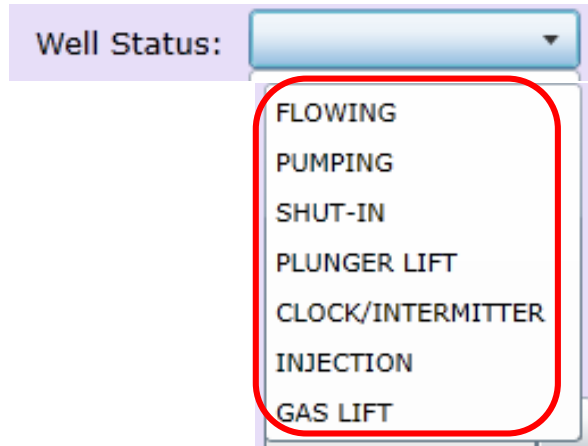 Well Status:
FLOWING
PUMPING
SHUT-IN
PLUNGER LIFT
CLOCK/INTERMITTER
INJECTION
GAS LIFT